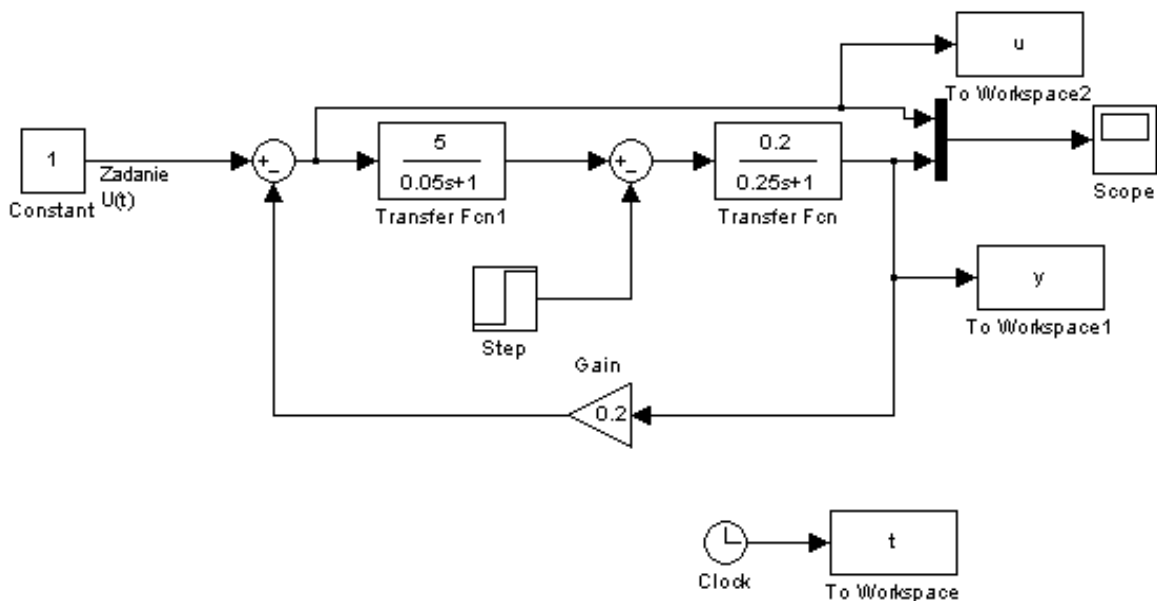 u
To Workspace2
1
Constant
Zadanie
U(t)
+
−
5
0.05s+1
Transfer Fcn1
+
−
0.2
0.25s+1
Transfer Fcn
Scope
Step
y
To Workspace1
Gain
0.2
Clock
t
To Workspace